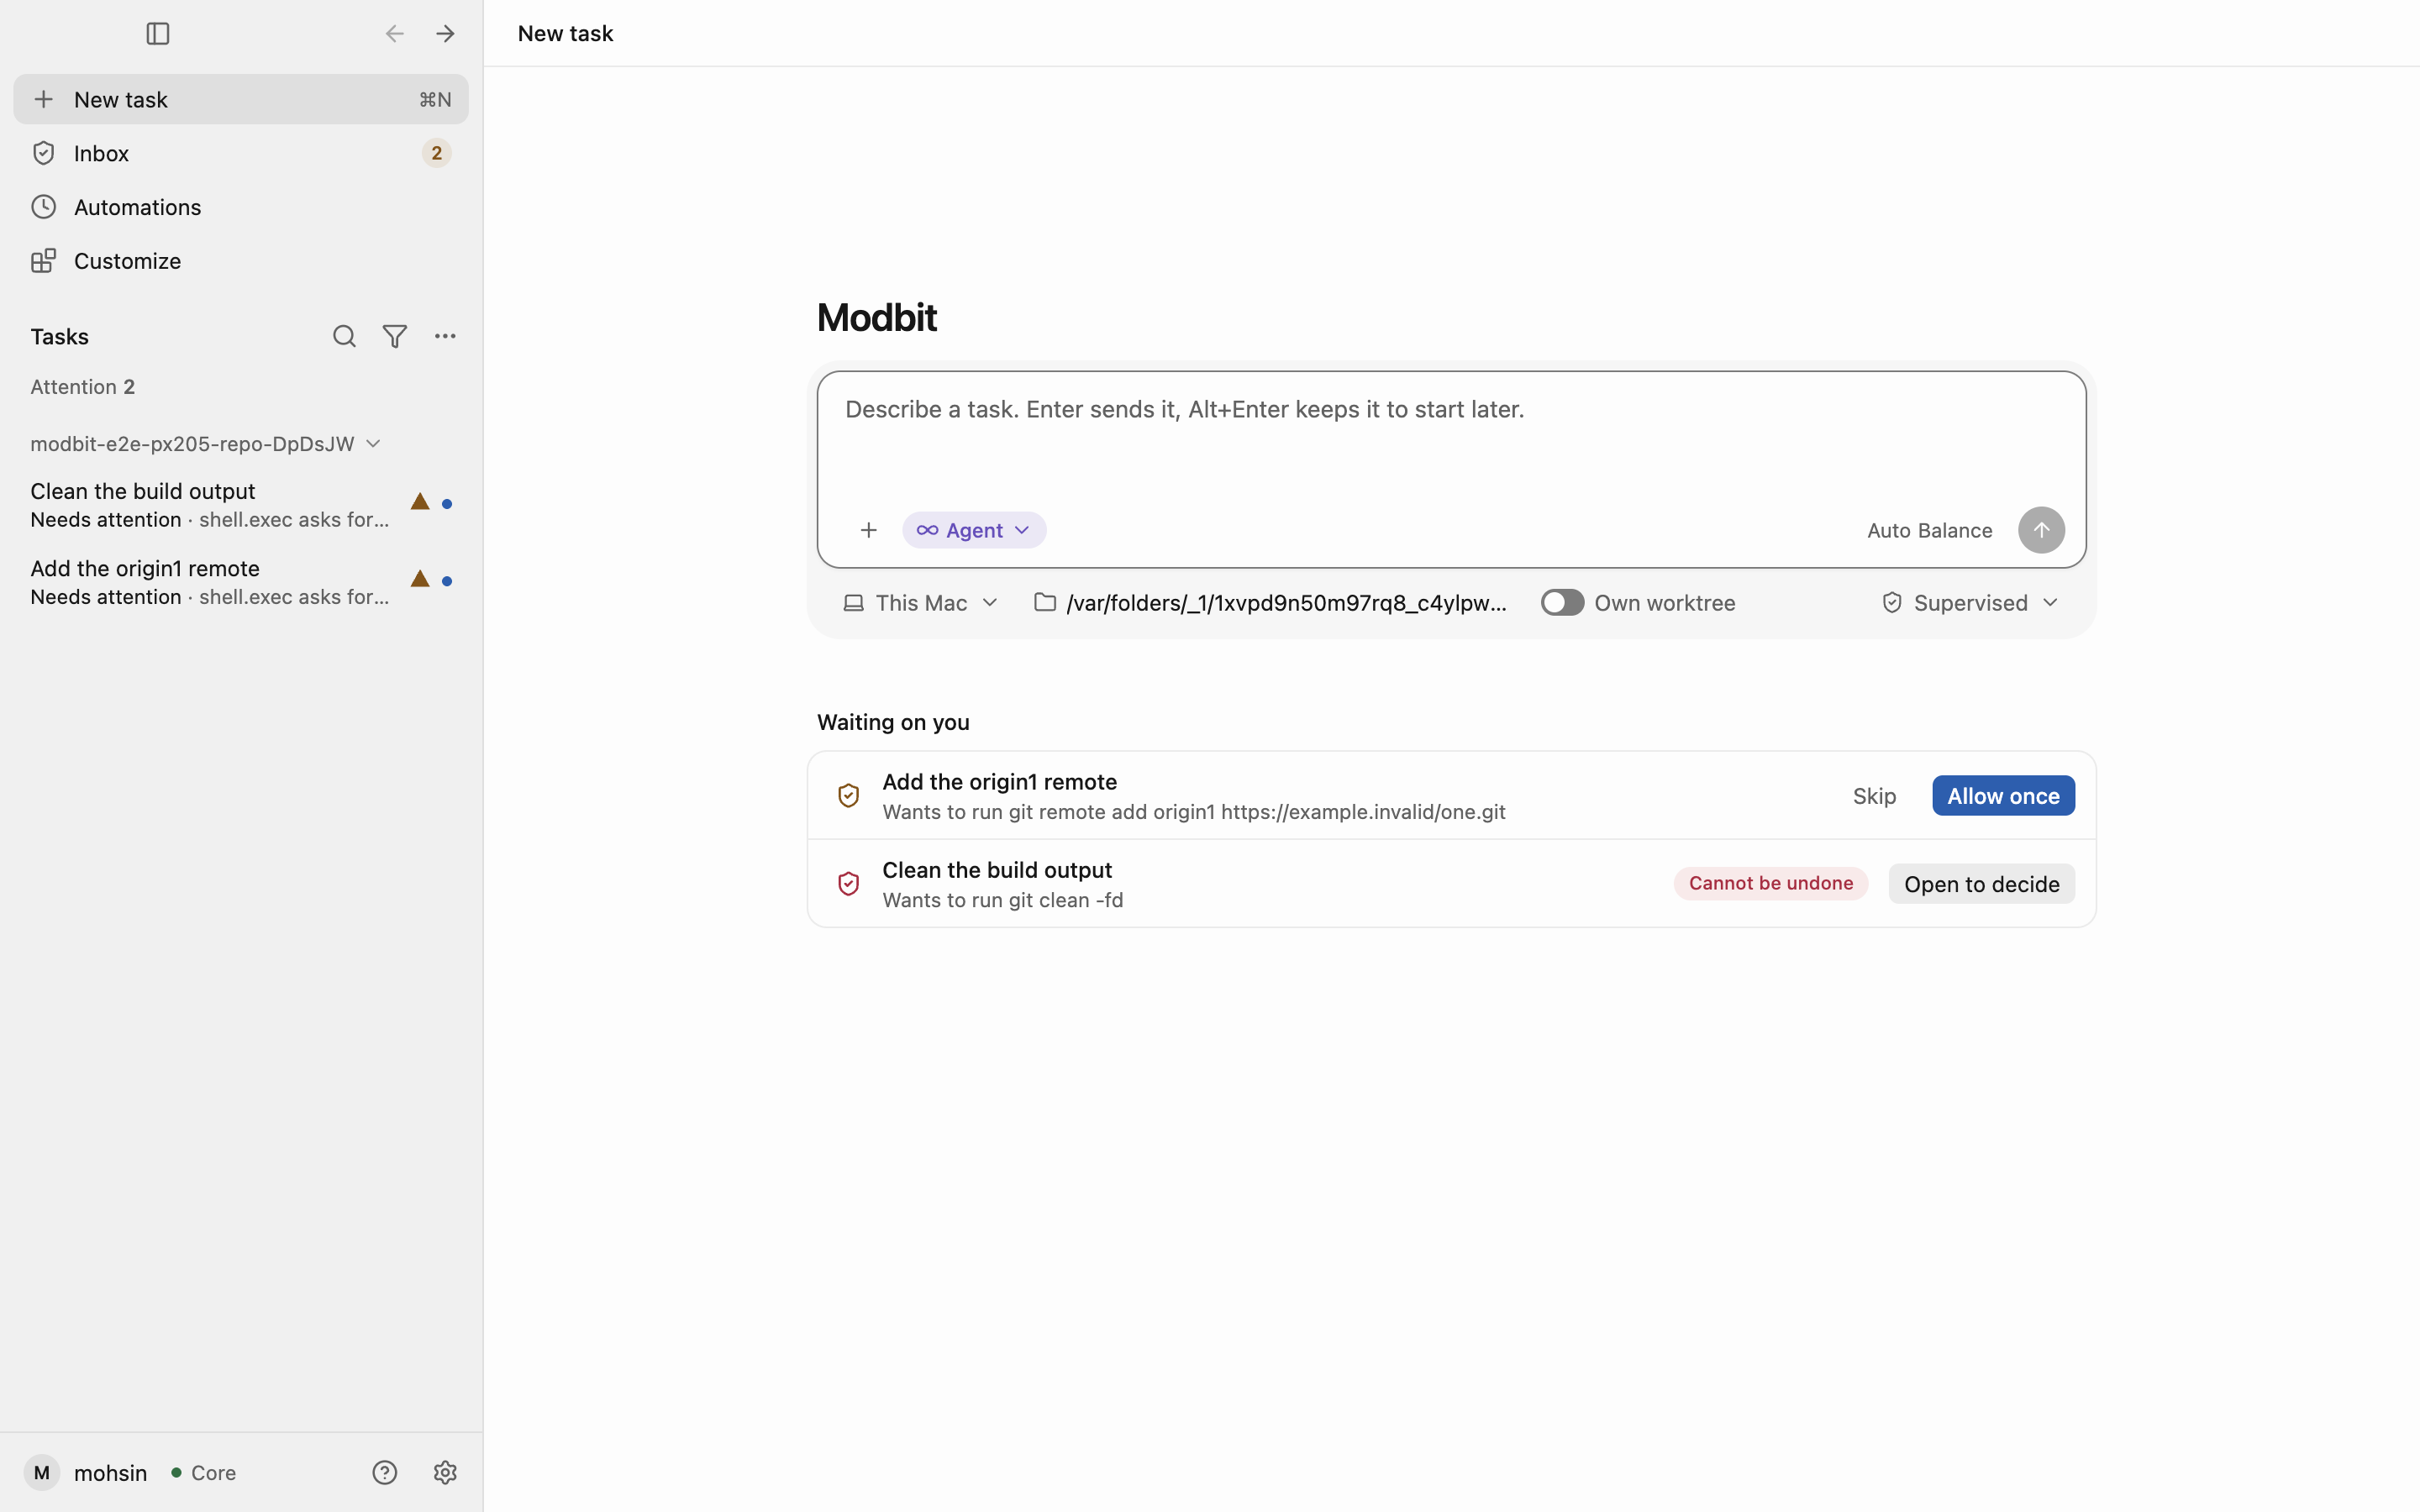 New task
New task ⌘N
Inbox 2
Automations
Customize
Tasks
Attention 2
modbit-e2e-px205-repo-DpDsJW
Clean the build output
Needs attention · shell.exec asks for...
Add the origin1 remote
Needs attention · shell.exec asks for...
M mohsin Core
Modbit
Describe a task. Enter sends it, Alt+Enter keeps it to start later.
Agent Auto Balance
This Mac /var/folders/_1/1xvpd9n50m97rq8_c4ylpw... Own worktree Supervised
Waiting on you
Add the origin1 remote
Wants to run git remote add origin1 https://example.invalid/one.git
Skip Allow once
Clean the build output
Wants to run git clean -fd
Cannot be undone Open to decide